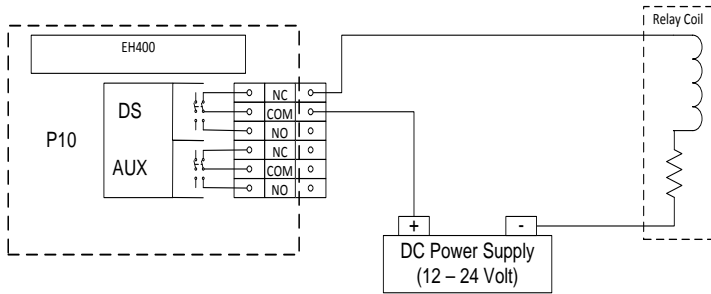 Relay Coil
EH400
P10
DS
AUX
NC
COM
NO
NC
COM
NO
+
-
DC Power Supply
(12 – 24 Volt)